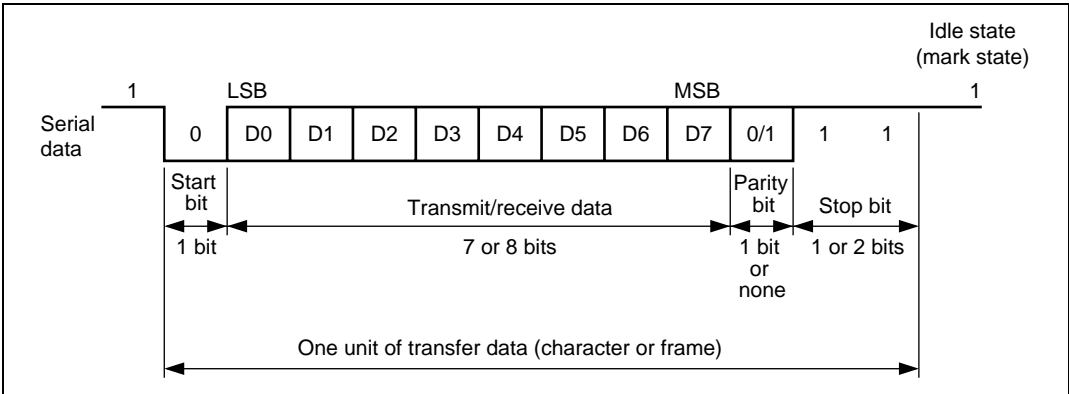 Idle state
(mark state)
1 LSB MSB 1
Serial
data
0 D0 D1 D2 D3 D4 D5 D6 D7 0/1 1 1
Start
bit
Transmit/receive data
Parity
bit
Stop bit
1 bit
7 or 8 bits
1 bit
or
none
1 or 2 bits
One unit of transfer data (character or frame)